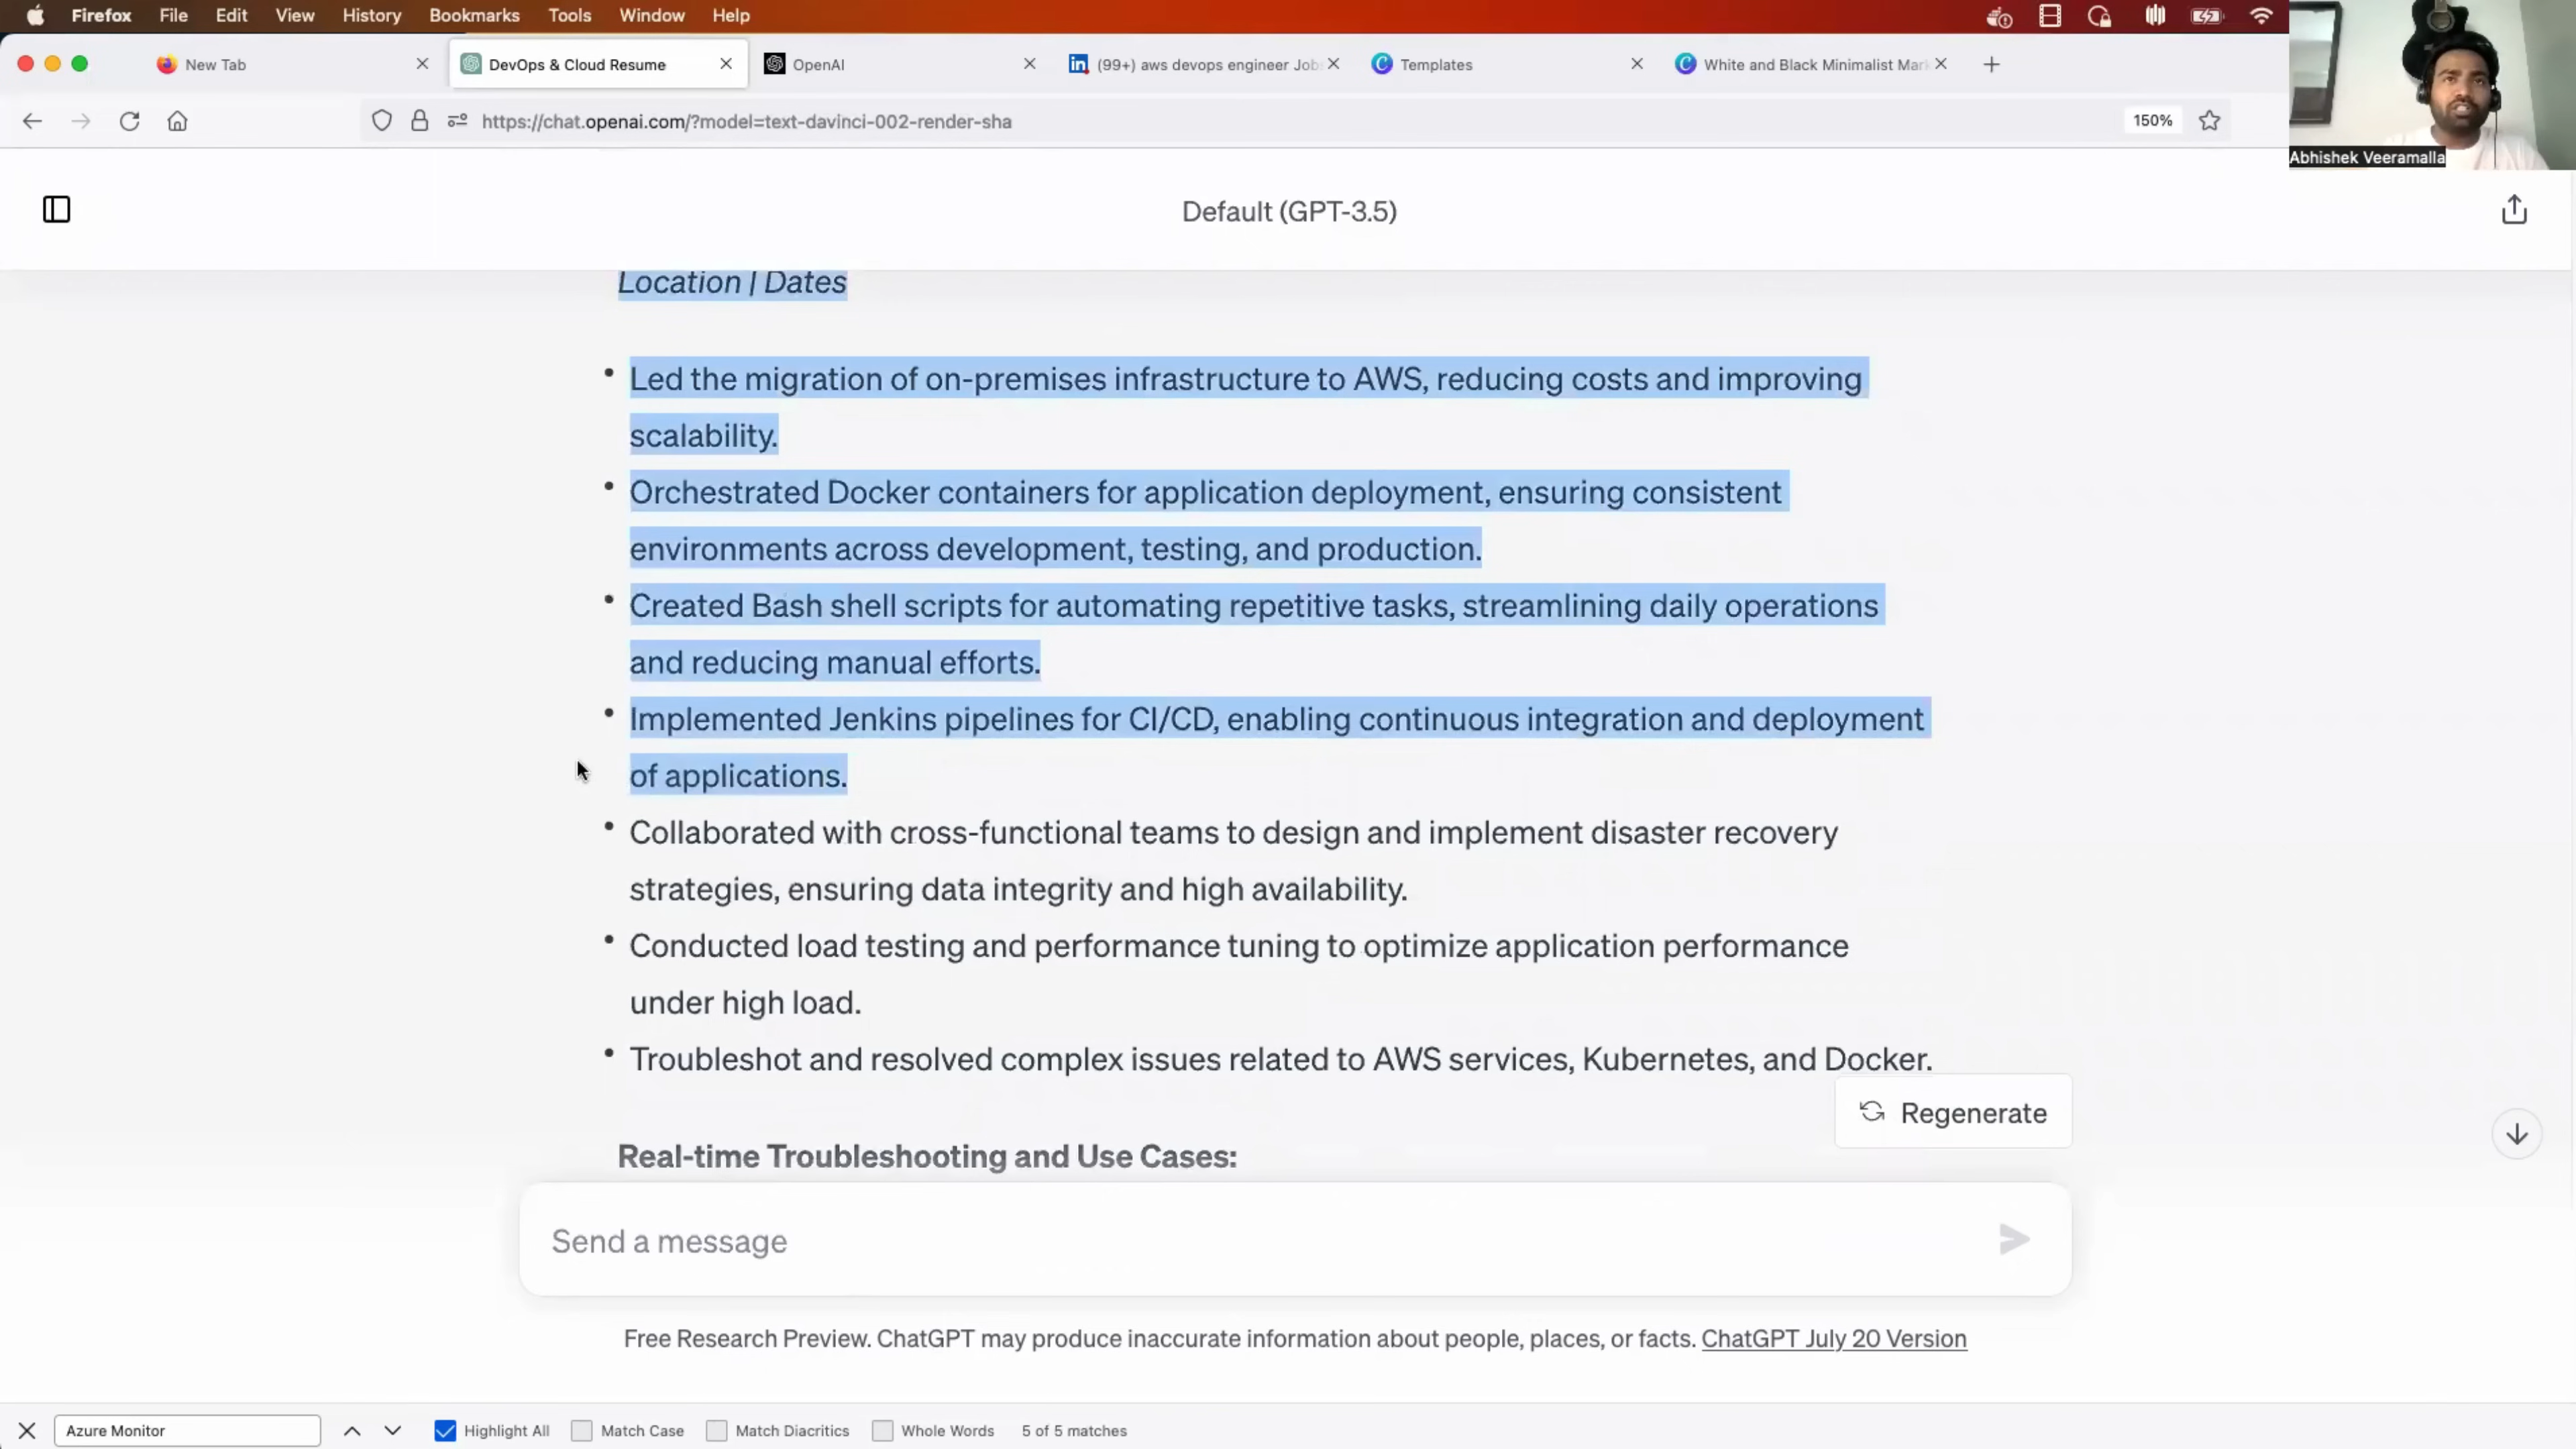 Firefox File Edit View History Bookmarks Tools Window Help
New Tab
DevOps & Cloud Resume
OpenAI
(99+) aws devops engineer Job
Templates
White and Black Minimalist Mar
https://chat.openai.com/?model=text-davinci-002-render-sha
150%
Abhishek Veeramalla
Default (GPT-3.5)
Location | Dates
• Led the migration of on-premises infrastructure to AWS, reducing costs and improving
scalability.
• Orchestrated Docker containers for application deployment, ensuring consistent
environments across development, testing, and production.
• Created Bash shell scripts for automating repetitive tasks, streamlining daily operations
and reducing manual efforts.
• Implemented Jenkins pipelines for CI/CD, enabling continuous integration and deployment
of applications.
• Collaborated with cross-functional teams to design and implement disaster recovery
strategies, ensuring data integrity and high availability.
• Conducted load testing and performance tuning to optimize application performance
under high load.
• Troubleshot and resolved complex issues related to AWS services, Kubernetes, and Docker.
Regenerate
Real-time Troubleshooting and Use Cases:
Send a message
Free Research Preview. ChatGPT may produce inaccurate information about people, places, or facts. ChatGPT July 20 Version
Azure Monitor
Highlight All Match Case Match Diacritics Whole Words 5 of 5 matches